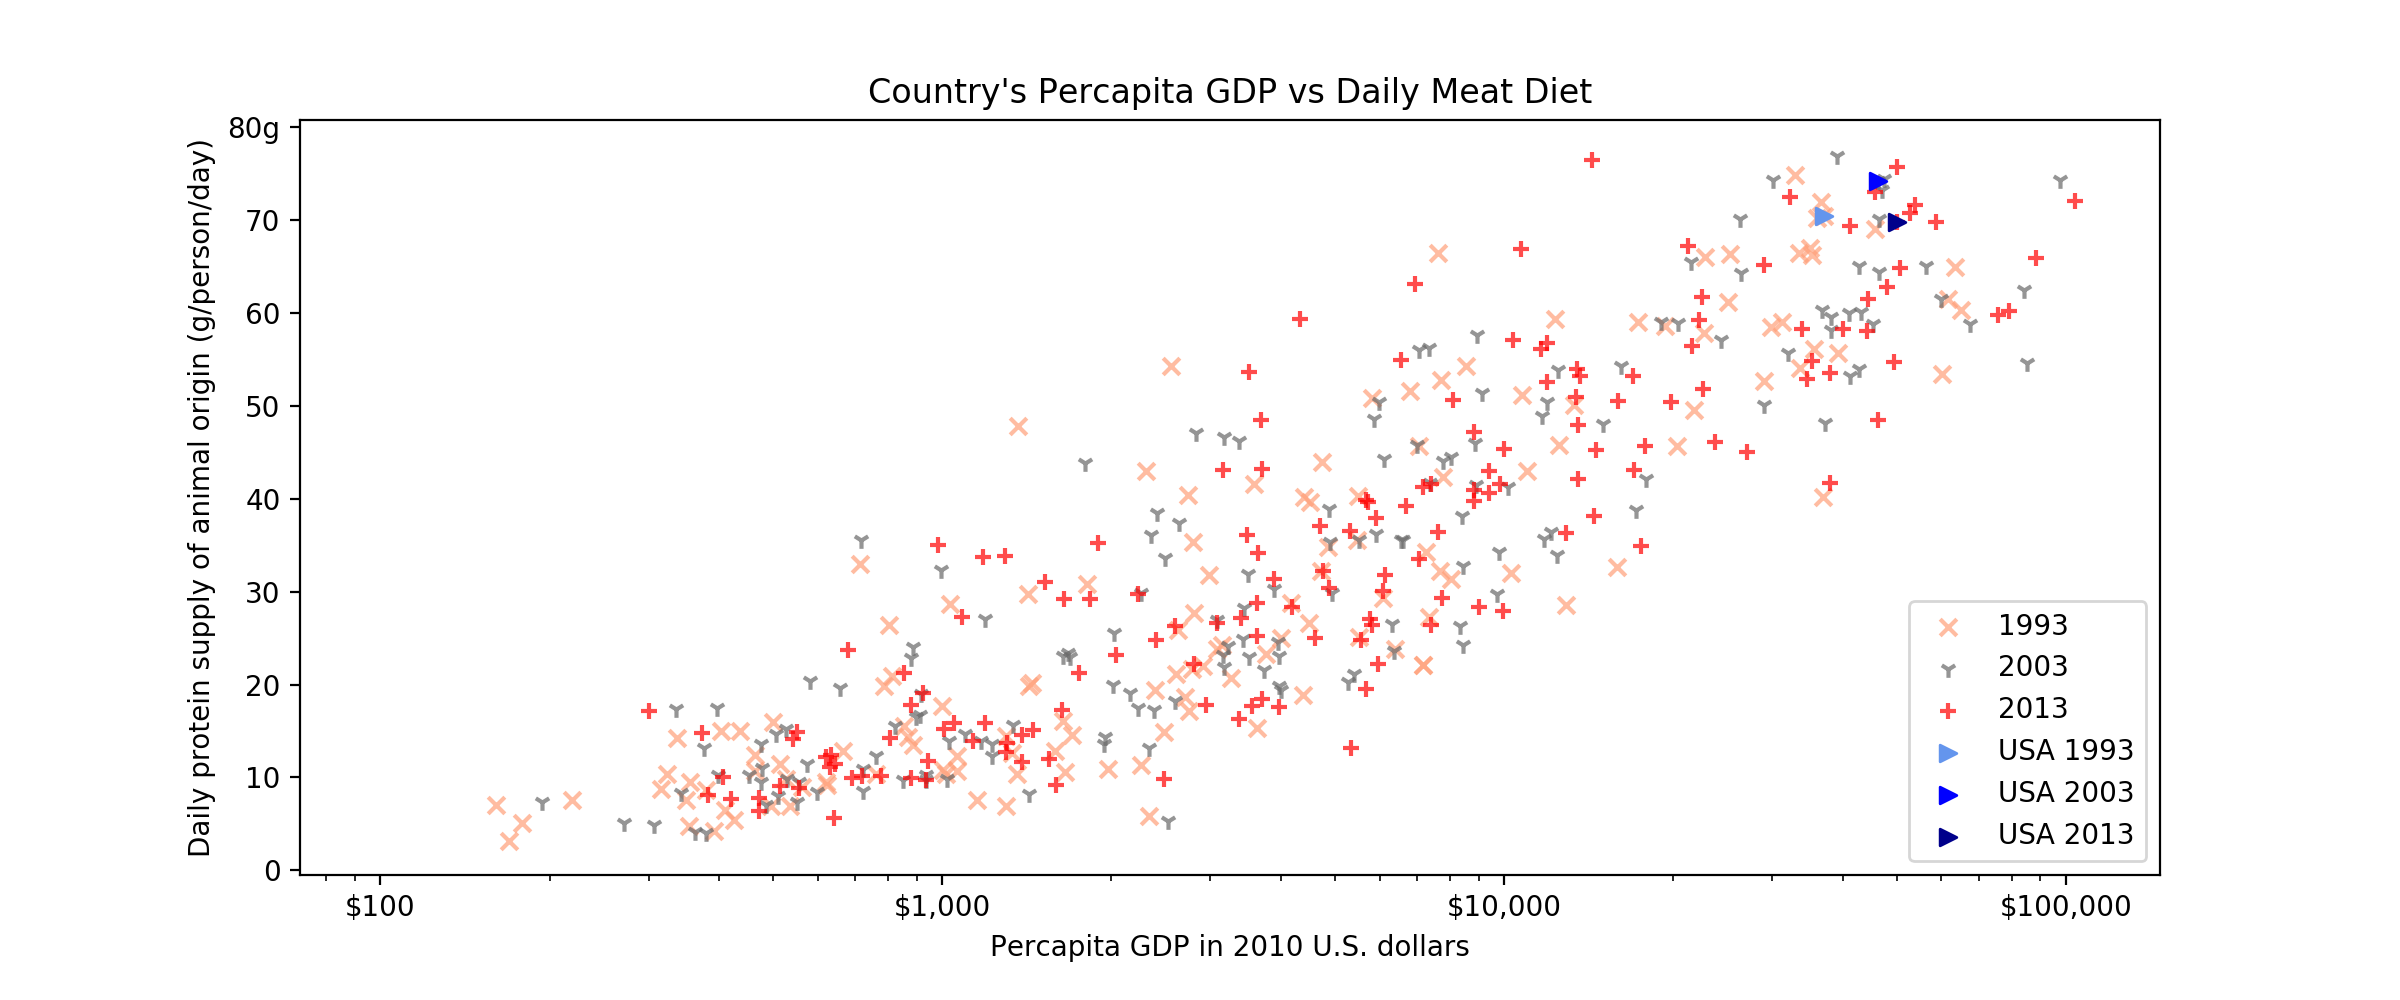 Country's Percapita GDP vs Daily Meat Diet
Daily protein supply of animal origin (g/person/day)
80g
70
60
50
40
30
20
10
0
$100
$1,000
$10,000
$100,000
Percapita GDP in 2010 U.S. dollars
1993
2003
2013
USA 1993
USA 2003
USA 2013